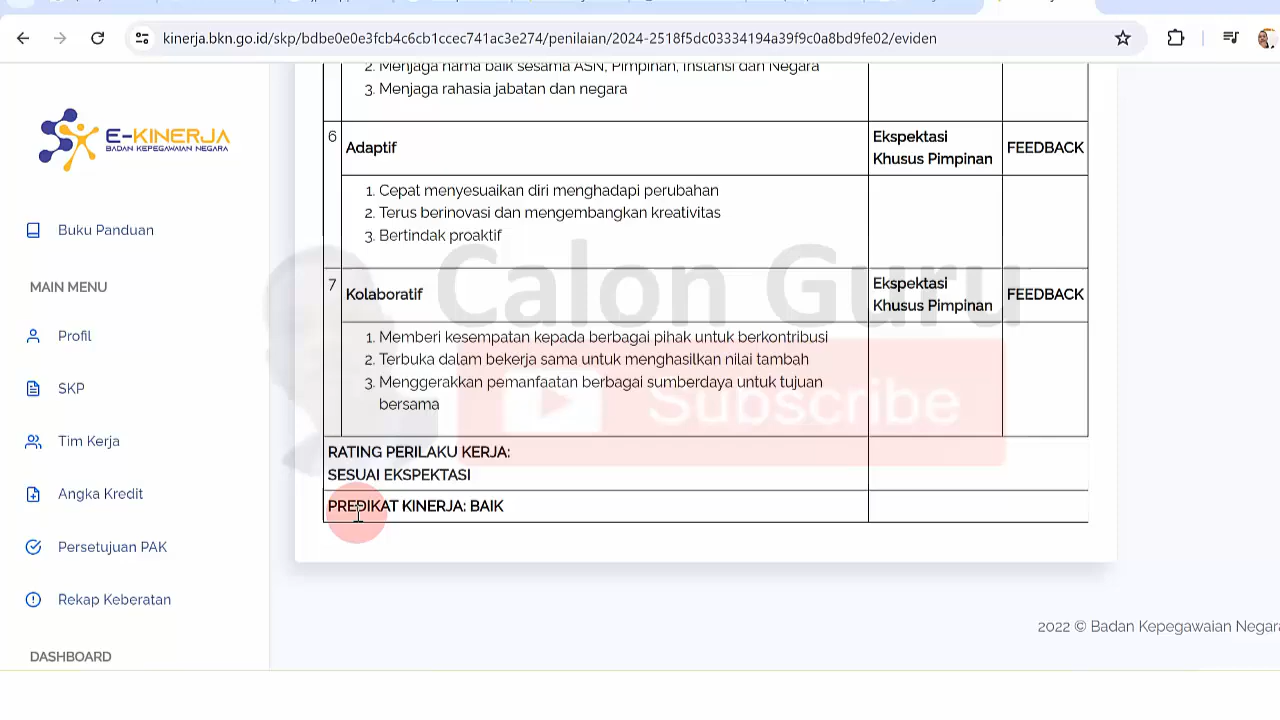 kinerja.bkn.go.id/skp/bdbe0e0e3fcb4c6cb1ccec741ac3e274/penilaian/2024-2518f5dc03334194a39f9c0a8bd9fe02/eviden
E-KINERJA
BADAN KEPEGAWAIAN NEGARA
Buku Panduan
MAIN MENU
Profil
SKP
Tim Kerja
Angka Kredit
Persetujuan PAK
Rekap Keberatan
DASHBOARD
2. Menjaga nama baik sesama ASN, Pimpinan, Instansi dan Negara
3. Menjaga rahasia jabatan dan negara
6 Adaptif
Ekspektasi
Khusus Pimpinan
FEEDBACK
1. Cepat menyesuaikan diri menghadapi perubahan
2. Terus berinovasi dan mengembangkan kreativitas
3. Bertindak proaktif
Calon Guru
7 Kolaboratif
Ekspektasi
Khusus Pimpinan
FEEDBACK
1. Memberi kesempatan kepada berbagai pihak untuk berkontribusi
2. Terbuka dalam bekerja sama untuk menghasilkan nilai tambah
3. Menggerakkan pemanfaatan berbagai sumberdaya untuk tujuan
bersama
Subscribe
RATING PERILAKU KERJA:
SESUAI EKSPEKTASI
PREDIKAT KINERJA: BAIK
2022 © Badan Kepegawaian Negara